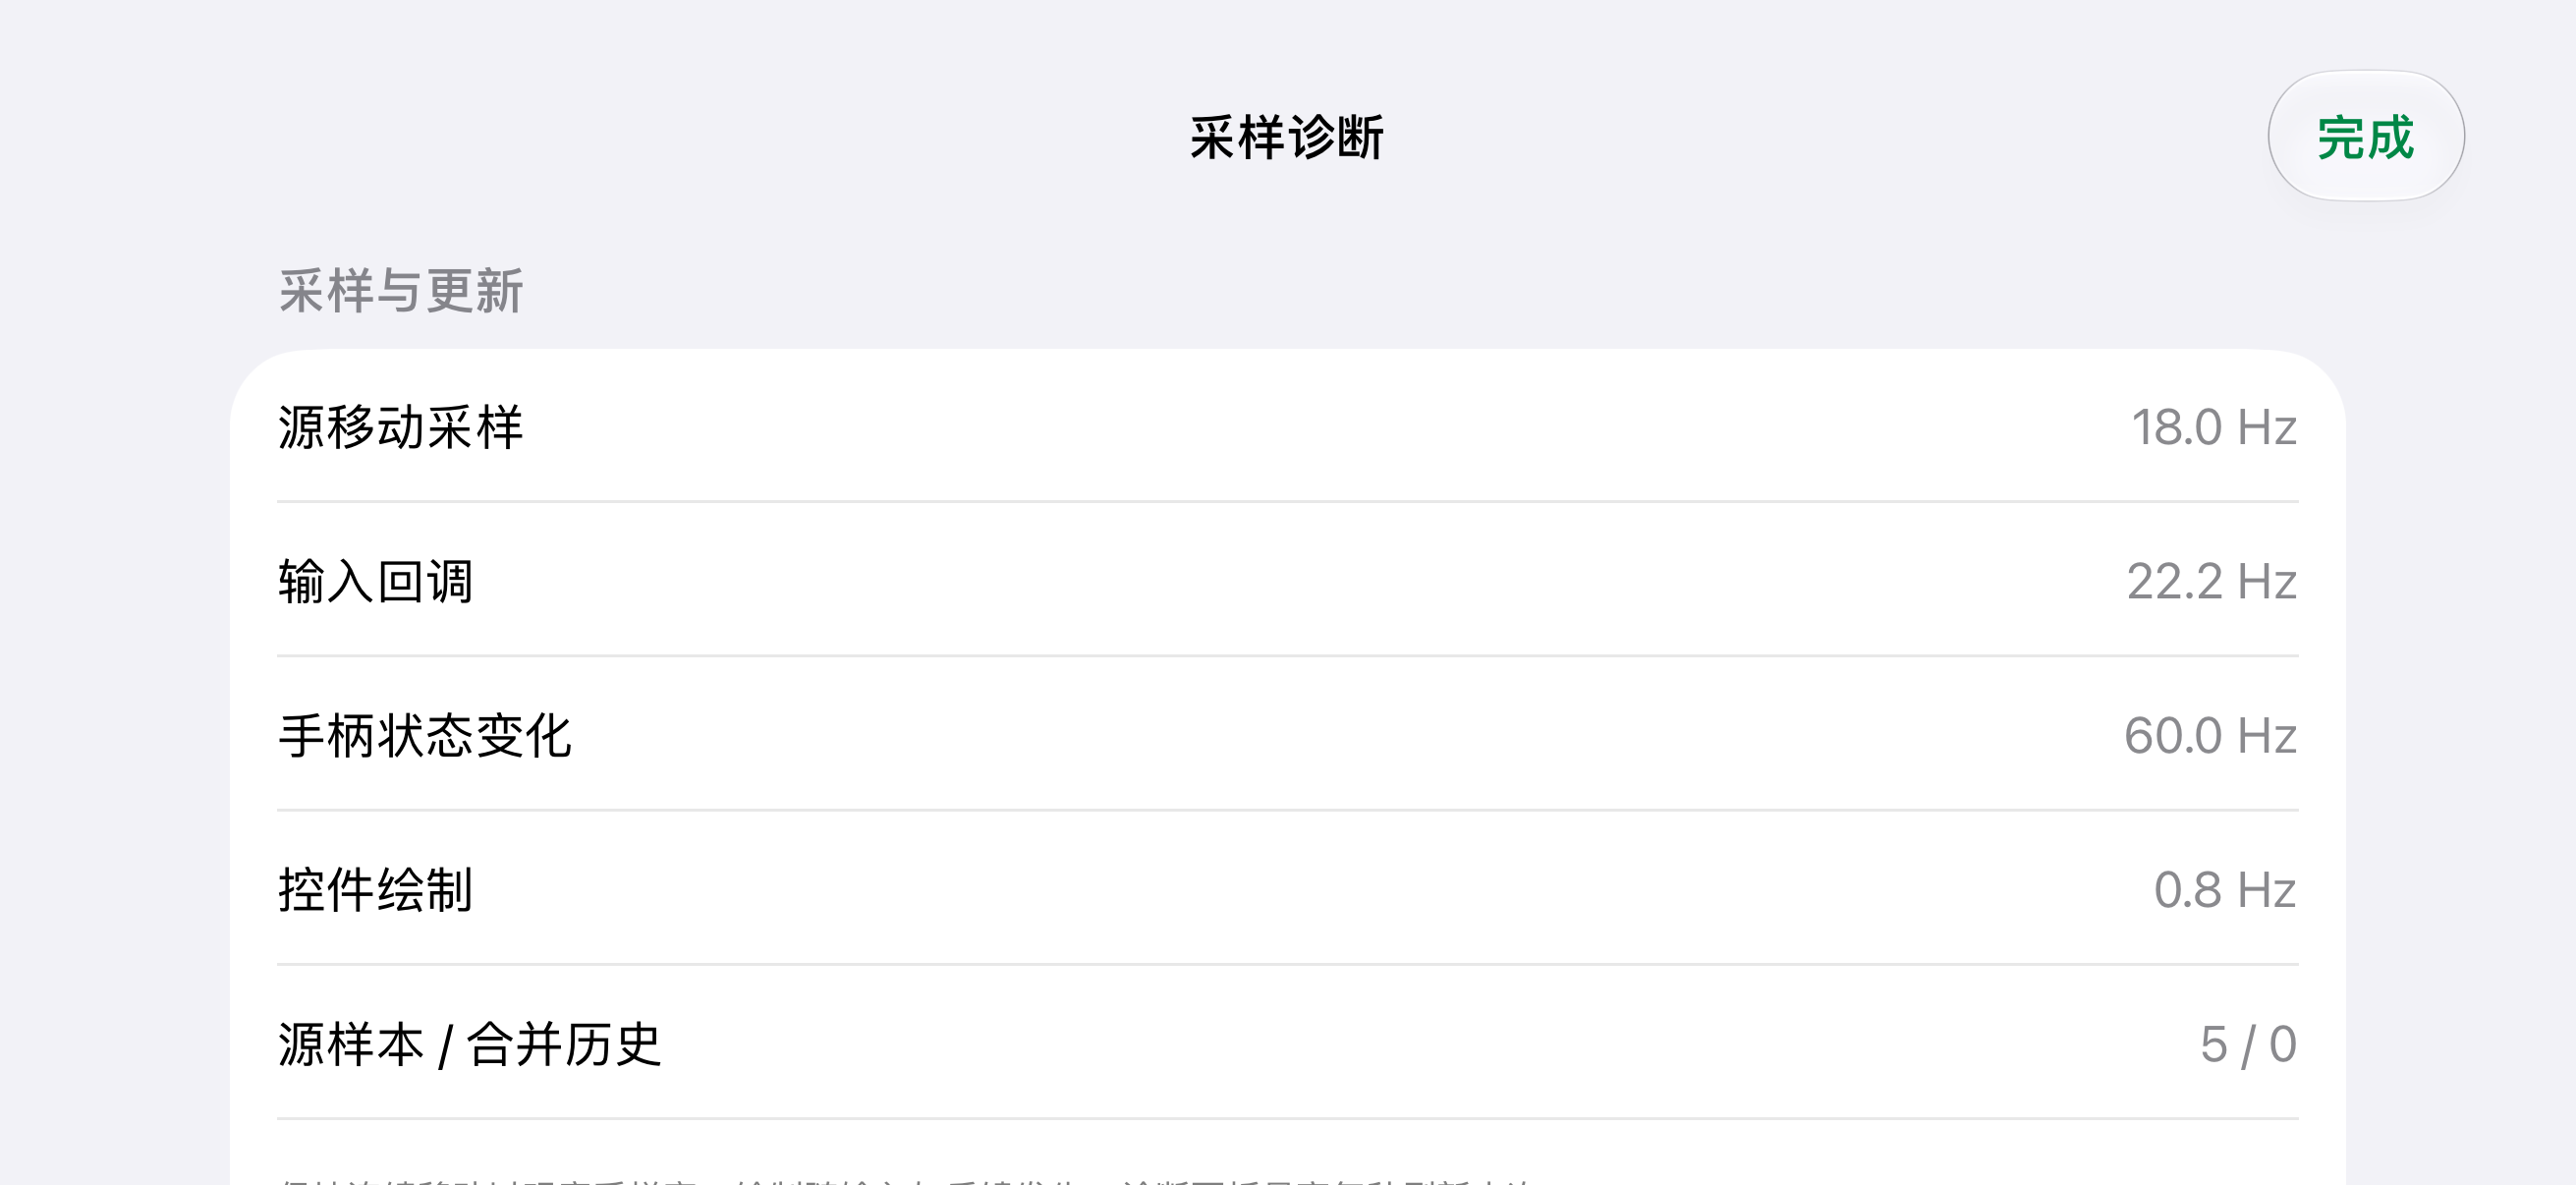 采样诊断
完成
采样与更新
源移动采样 18.0 Hz
输入回调 22.2 Hz
手柄状态变化 60.0 Hz
控件绘制 0.8 Hz
源样本 / 合并历史 5 / 0